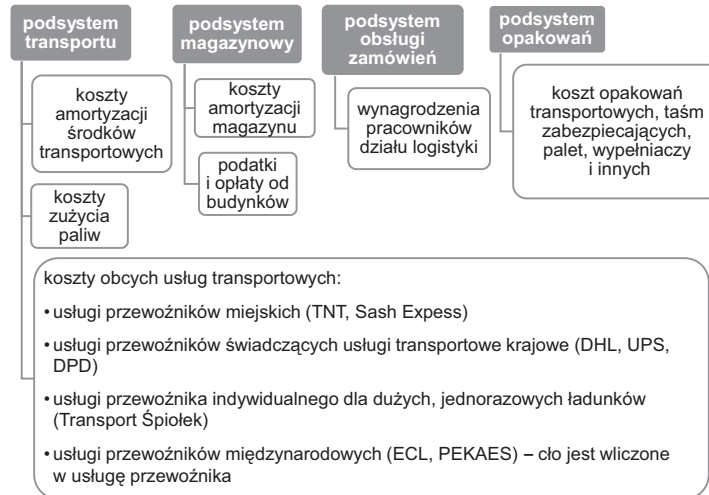 podsystem
transportu
koszty
amortyzacji
środków
transportowych
koszty
zużycia
paliw
koszty obcych usług transportowych:
• usługi przewoźników miejskich (TNT, Sash Expess)
• usługi przewoźników świadczących usługi transportowe krajowe (DHL, UPS,
DPD)
• usługi przewoźnika indywidualnego dla dużych, jednorazowych ładunków
(Transport Śpiołek)
• usługi przewoźników międzynarodowych (ECL, PEKAES) – cło jest wliczone
w usługę przewoźnika
podsystem
magazynowy
koszty
amortyzacji
magazynu
podatki
i opłaty od
budynków
podsystem
obsługi
zamówień
wynagrodzenia
pracowników
działu logistyki
podsystem
opakowań
koszt opakowań
transportowych, taśm
zabezpiecających,
palet, wypełniaczy
i innych